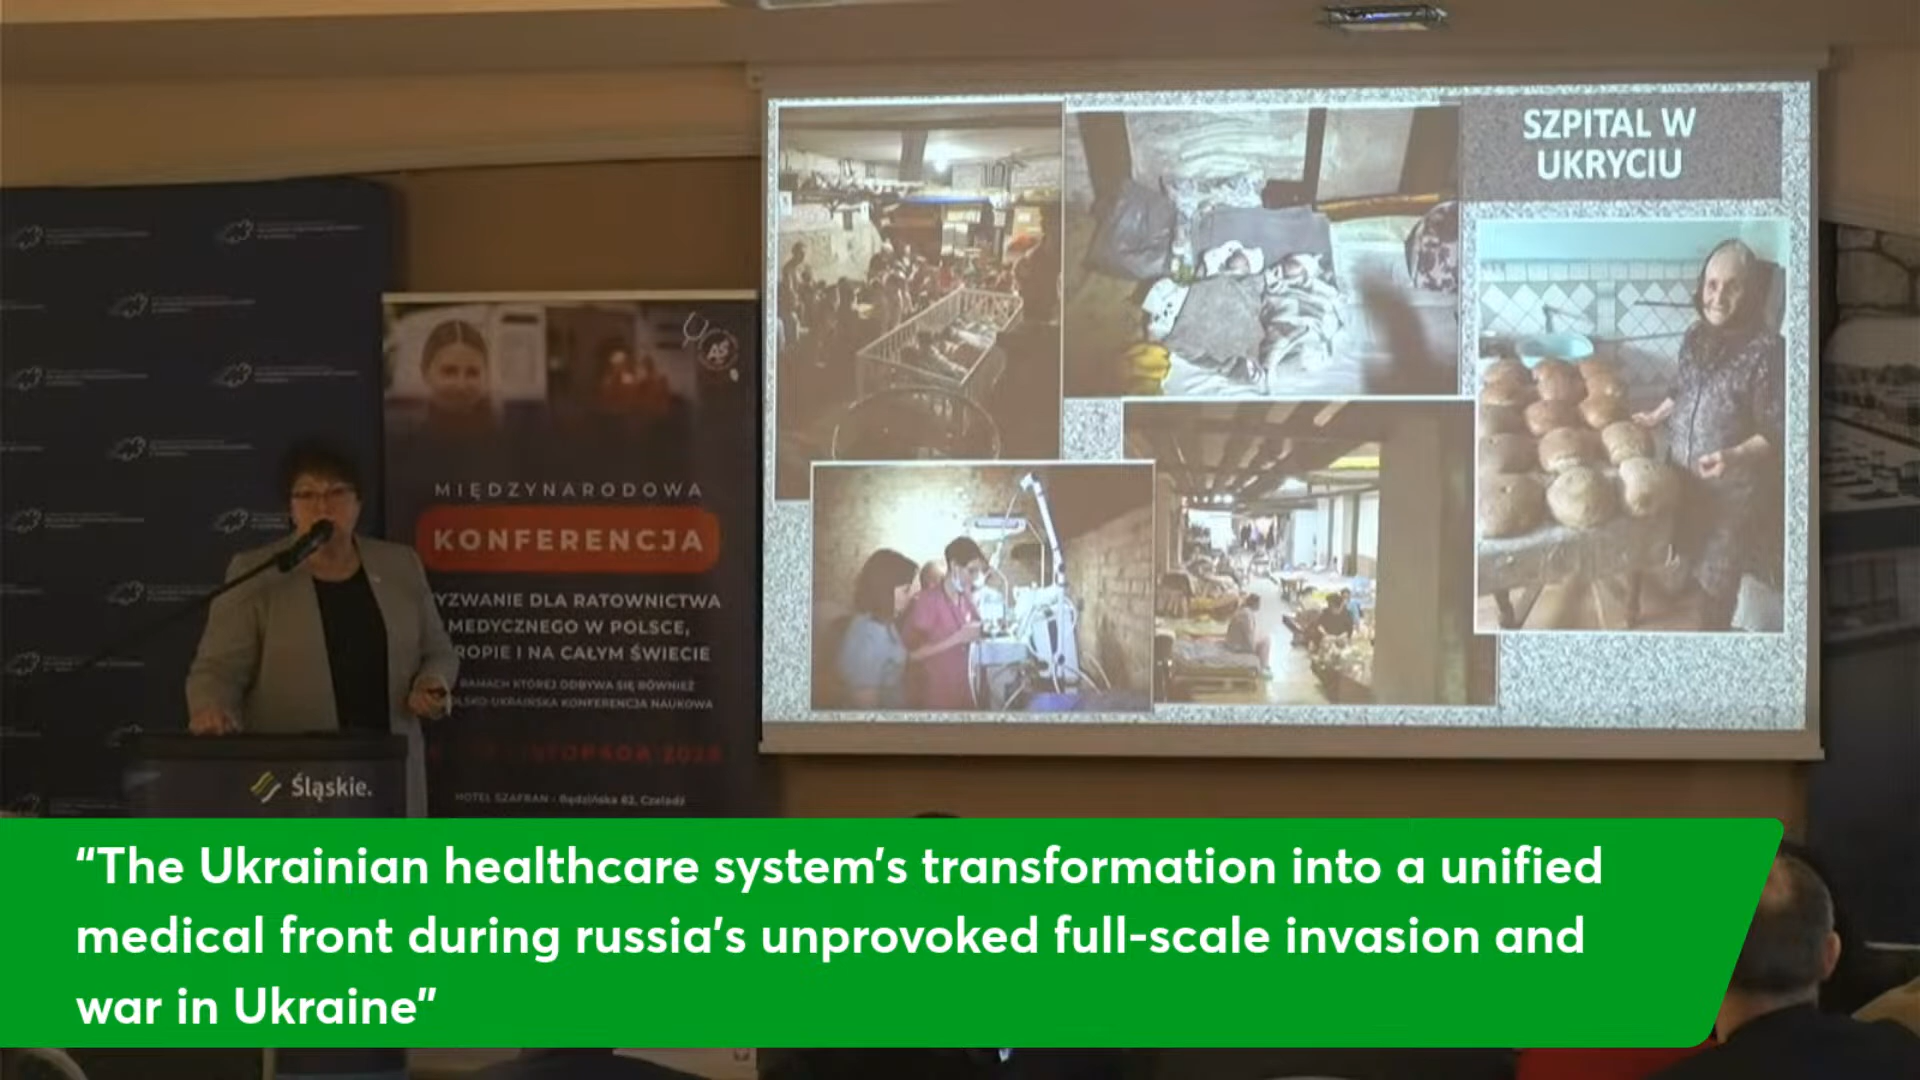 SZPITAL W
UKRYCIU
MIĘDZYNARODOWA
KONFERENCJA
YZWANIE DLA RATOWNICTWA
MEDYCZNEGO W POLSCE,
ROPIE I NA CAŁYM ŚWIECIE
RAMACH KTÓREJ ODBYWA SIĘ RÓWNIEŻ
OLSKO-UKRAIŃSKA KONFERENCJA NAUKOWA
HOTEL SZAFRAN - Będzińska 82, Czeladź
Śląskie.
“The Ukrainian healthcare system’s transformation into a unified
medical front during russia’s unprovoked full-scale invasion and
war in Ukraine”